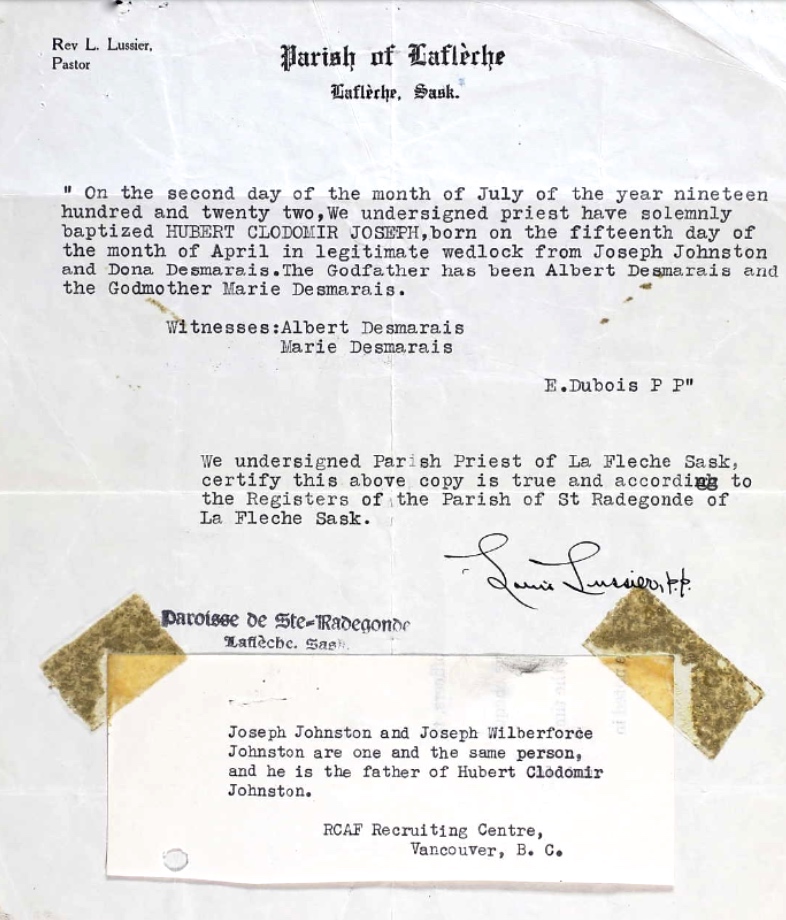 Rev L. Lussier,
Pastor
Parish of Laflèche
Laflèche, Sask.
" On the second day of the month of July of the year nineteen
hundred and twenty two,We undersigned priest have solemnly
baptized HUBERT CLODOMIR JOSEPH,born on the fifteenth day of
the month of April in legitimate wedlock from Joseph Johnston
and Dona Desmarais.The Godfather has been Albert Desmarais and
the Godmother Marie Desmarais.
Witnesses:Albert Desmarais
Marie Desmarais
E.Dubois P P"
We undersigned Parish Priest of La Fleche Sask,
certify this above copy is true and according to
the Registers of the Parish of St Radegonde of
La Fleche Sask.
Louis Lussier, p.p.
Paroisse de Ste-Radegonde
Laflèche, Sask.
Joseph Johnston and Joseph Wilberforce
Johnston are one and the same person,
and he is the father of Hubert Clodomir
Johnston.
RCAF Recruiting Centre,
Vancouver, B. C.